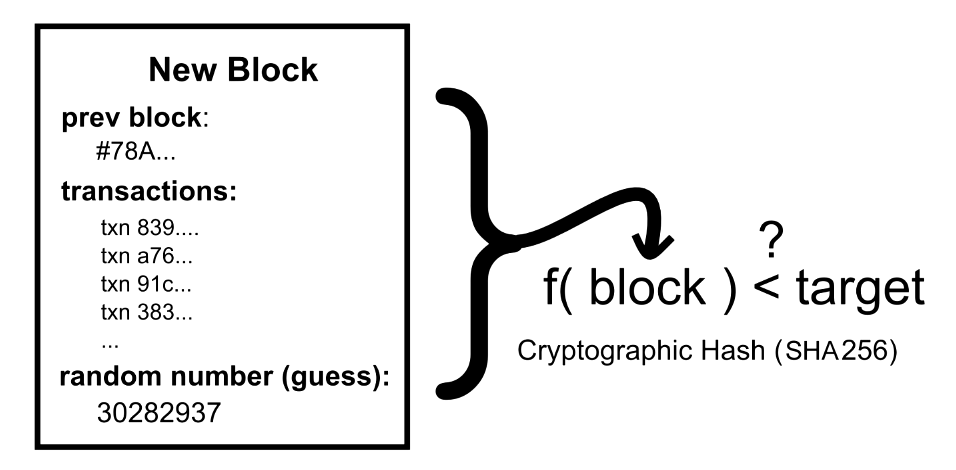 New Block
prev block:
#78A...
transactions:
txn 839....
txn a76...
txn 91c...
txn 383...
...
random number (guess):
30282937
?
f( block ) < target
Cryptographic Hash (SHA256)